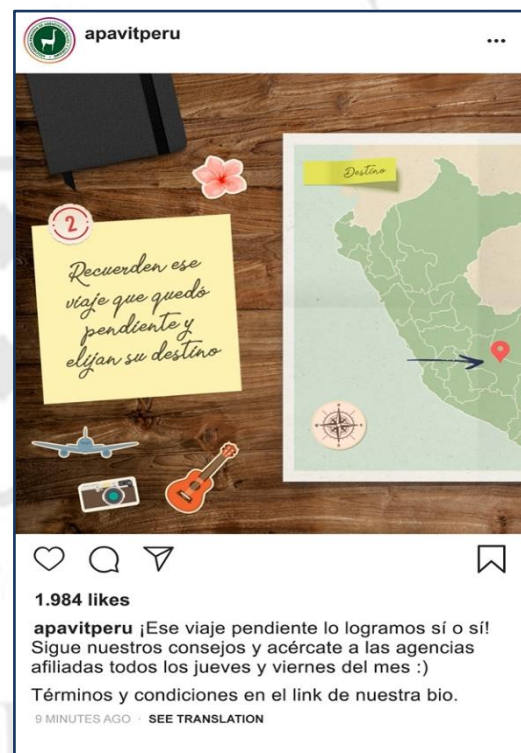 apavitperu
Destino
2
Recuerden ese
viaje que quedó
pendiente y
elijan su destino
1.984 likes
apavitperu ¡Ese viaje pendiente lo logramos sí o sí!
Sigue nuestros consejos y acércate a las agencias
afiliadas todos los jueves y viernes del mes :)
Términos y condiciones en el link de nuestra bio.
9 MINUTES AGO · SEE TRANSLATION